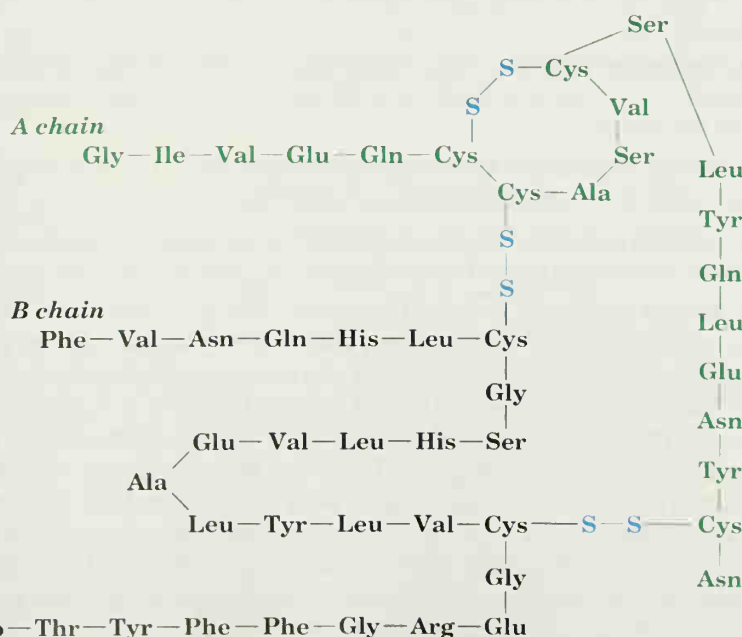 Ser
S—Cys
S Val
A chain
Gly—Ile—Val—Glu—Gln—Cys Ser Leu
Cys—Ala
S Tyr
S Gln
B chain
Leu
Phe—Val—Asn—Gln—His—Leu—Cys
Glu
Gly
Asn
Glu—Val—Leu—His—Ser
Tyr
Ala
Leu—Tyr—Leu—Val—Cys—S—S—Cys
Gly Asn
—Thr—Tyr—Phe—Phe—Gly—Arg—Glu